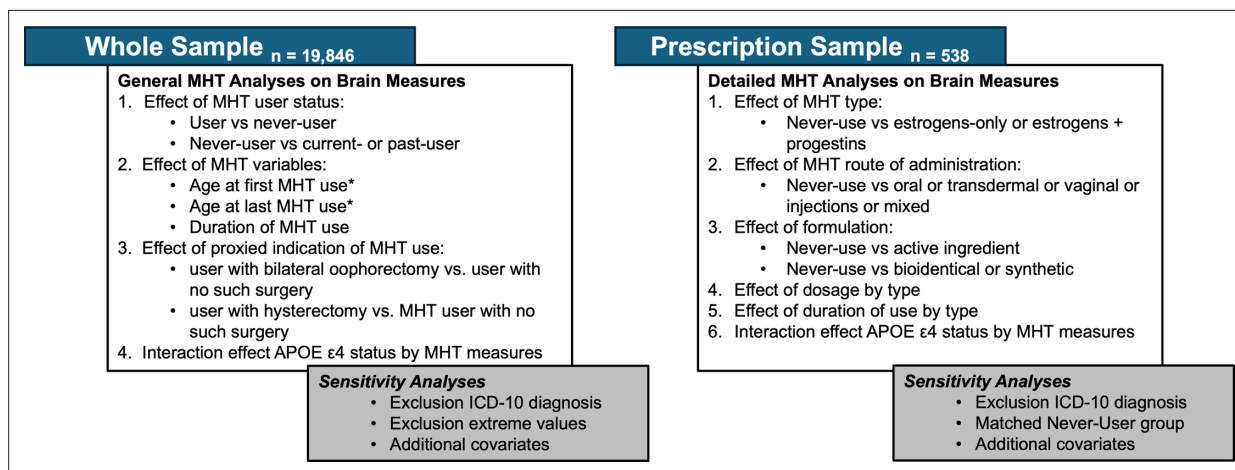 Whole Sample n = 19,846
General MHT Analyses on Brain Measures
1. Effect of MHT user status:
• User vs never-user
• Never-user vs current- or past-user
2. Effect of MHT variables:
• Age at first MHT use*
• Age at last MHT use*
• Duration of MHT use
3. Effect of proxied indication of MHT use:
• user with bilateral oophorectomy vs. user with
no such surgery
• user with hysterectomy vs. MHT user with no
such surgery
4. Interaction effect APOE ε4 status by MHT measures
Sensitivity Analyses
• Exclusion ICD-10 diagnosis
• Exclusion extreme values
• Additional covariates
Prescription Sample n = 538
Detailed MHT Analyses on Brain Measures
1. Effect of MHT type:
• Never-use vs estrogens-only or estrogens +
progestins
2. Effect of MHT route of administration:
• Never-use vs oral or transdermal or vaginal or
injections or mixed
3. Effect of formulation:
• Never-use vs active ingredient
• Never-use vs bioidentical or synthetic
4. Effect of dosage by type
5. Effect of duration of use by type
6. Interaction effect APOE ε4 status by MHT measures
Sensitivity Analyses
• Exclusion ICD-10 diagnosis
• Matched Never-User group
• Additional covariates